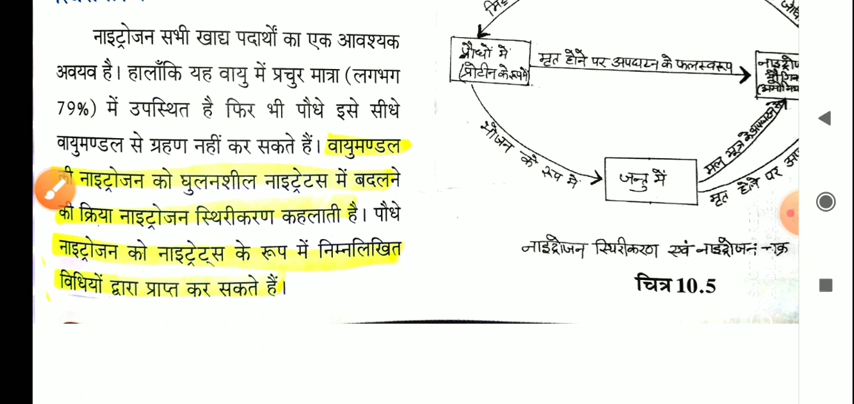 नाइट्रोजन सभी खाद्य पदार्थों का एक आवश्यक
अवयव है। हालाँकि यह वायु में प्रचुर मात्रा (लगभग
79%) में उपस्थित है फिर भी पौधे इसे सीधे
वायुमण्डल से ग्रहण नहीं कर सकते हैं। वायुमण्डल
की नाइट्रोजन को घुलनशील नाइट्रेटस में बदलने
की क्रिया नाइट्रोजन स्थिरीकरण कहलाती है। पौधे
नाइट्रोजन को नाइट्रेट्स के रूप में निम्नलिखित
विधियों द्वारा प्राप्त कर सकते हैं।
पौधों में
(प्रोटीन के रूप में)
मृत होने पर अपघटन के फलस्वरूप
भोजन के रूप में
जन्तु में
मल मूत्र के
मृत होने पर
नाइट्रोजन स्थिरीकरण एवं नाइट्रोजन-चक्र
चित्र 10.5